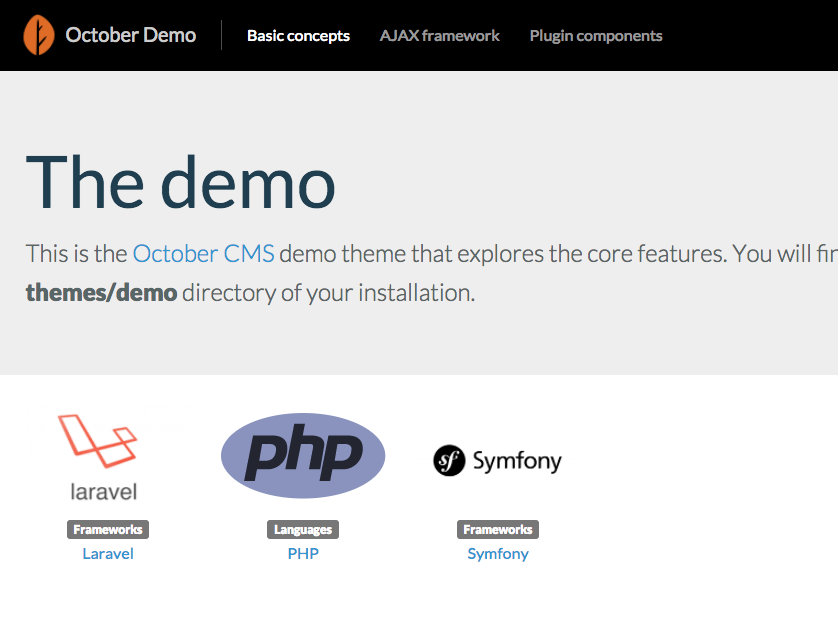 October Demo Basic concepts AJAX framework Plugin components
The demo
This is the October CMS demo theme that explores the core features. You will fin
themes/demo directory of your installation.
laravel php sf Symfony
Frameworks Languages Frameworks
Laravel PHP Symfony